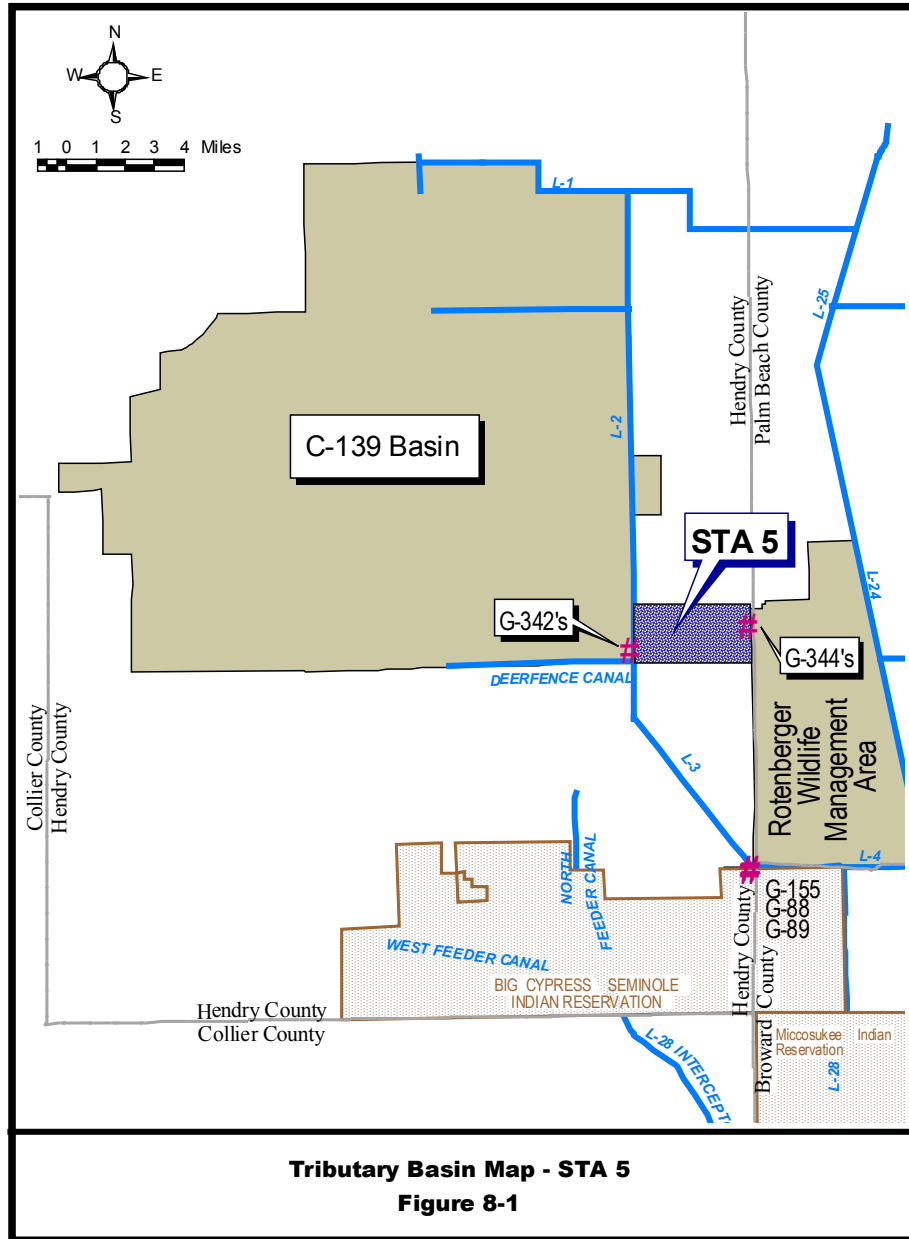 N
W
E
S
1 0 1 2 3 4 Miles
L-1
L-25
Hendry County
Palm Beach County
L-2
C-139 Basin
STA 5
L-24
G-342's
G-344's
DEERFENCE CANAL
Rotenberger
Wildlife
Management
Area
L-3
Collier County
Hendry County
L-4
NORTH
FEEDER CANAL
G-155
G-88
G-89
Hendry County
Broward County
WEST FEEDER CANAL
BIG CYPRESS SEMINOLE
INDIAN RESERVATION
Hendry County
Collier County
L-28 INTERCEPT
Miccosukee Indian
Reservation
L-28
Tributary Basin Map - STA 5
Figure 8-1